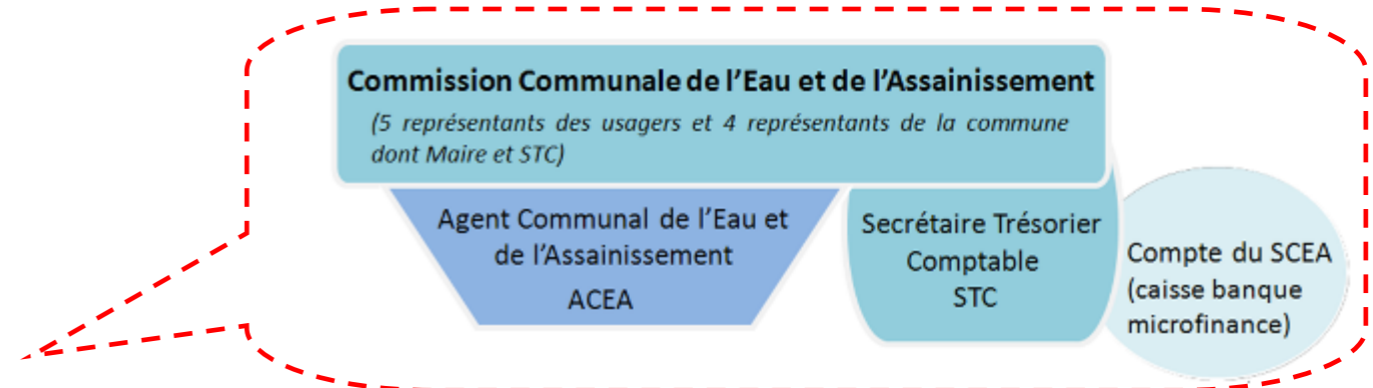 Commission Communale de l’Eau et de l’Assainissement
(5 représentants des usagers et 4 représentants de la commune
dont Maire et STC)
Agent Communal de l’Eau et
de l’Assainissement
ACEA
Secrétaire Trésorier
Comptable
STC
Compte du SCEA
(caisse banque
microfinance)